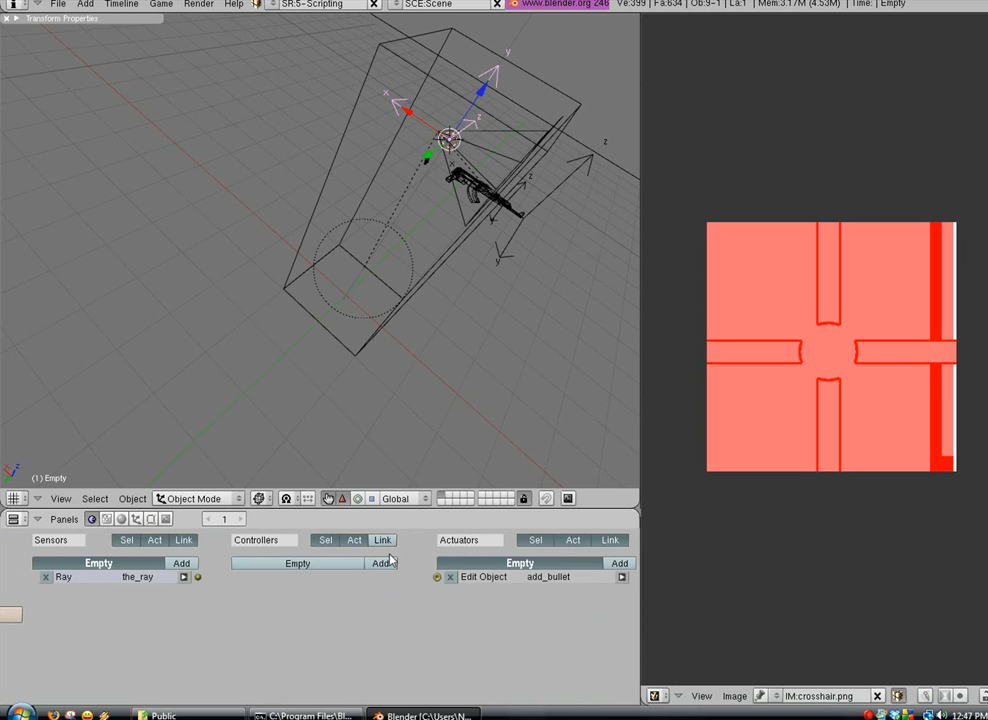 File Add Timeline Game Render Help SR:5-Scripting SCE:Scene www.blender.org 246 Ve:399 | Fa:634 | Ob:9-1 | La:1 | Mem:3.17M (4.53M) | Time: | Empty
Transform Properties
y
x
z
z
x
z
y
y
x z
(1) Empty
View Select Object Object Mode Global
Panels 1
Sensors Sel Act Link Controllers Sel Act Link Actuators Sel Act Link
Empty Add Empty Add Empty Add
Ray the_ray Edit Object add_bullet
View Image IM:crosshair.png
Public C:\Program Files\Bl... Blender [C:\Users\N... 12:47 PM